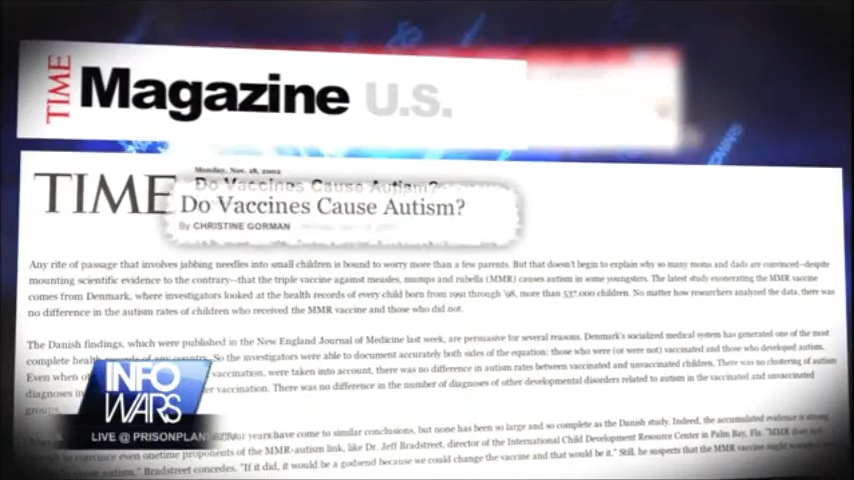 TIME Magazine U.S.
Monday, Nov. 18, 2002
TIME
Do Vaccines Cause Autism?
Do Vaccines Cause Autism?
By CHRISTINE GORMAN
Any rite of passage that involves jabbing needles into small children is bound to worry more than a few parents. But that doesn't begin to explain why so many moms and dads are convinced--despite
mounting scientific evidence to the contrary--that the triple vaccine against measles, mumps and rubella (MMR) causes autism in some youngsters. The latest study exonerating the MMR vaccine
comes from Denmark, where investigators looked at the health records of every child born from 1991 through '98, more than 537,000 children. No matter how researchers analyzed the data, there was
no difference in the autism rates of children who received the MMR vaccine and those who did not.
The Danish findings, which were published in the New England Journal of Medicine last week, are persuasive for several reasons. Denmark's socialized medical system has generated one of the most
complete health records of any country. So the investigators were able to document accurately both sides of the equation: those who were (or were not) vaccinated and those who developed autism.
Even when vaccination, were taken into account, there was no difference in autism rates between vaccinated and unvaccinated children. There was no clustering of autism
diagnoses in er vaccination. There was no difference in the number of diagnoses of other developmental disorders related to autism in the vaccinated and unvaccinated
groups.
INFO
WARS
LIVE @ PRISONPLANET
years have come to similar conclusions, but none has been so large and so complete as the Danish study. Indeed, the accumulated evidence is strong
to convince even onetime proponents of the MMR-autism link, like Dr. Jeff Bradstreet, director of the International Child Development Resource Center in Palm Bay, Fla. "MMR does not
autism," Bradstreet concedes. "If it did, it would be a godsend because we could change the vaccine and that would be it." Still, he suspects that the MMR vaccine might